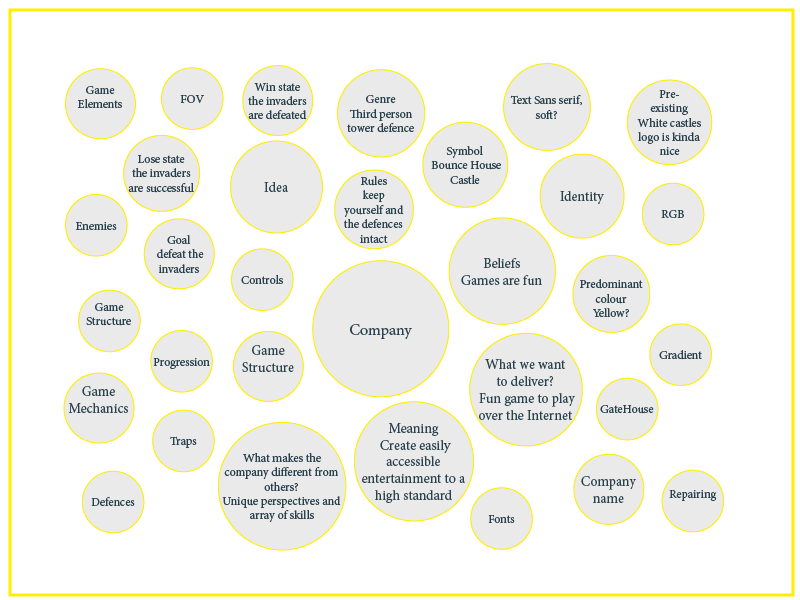 Game
Elements
FOV
Win state
the invaders
are defeated
Genre
Third person
tower defence
Text Sans serif,
soft?
Pre-
existing
White castles
logo is kinda
nice
Lose state
the invaders
are successful
Idea
Symbol
Bounce House
Castle
Rules
keep
yourself and
the defences
intact
Identity
RGB
Enemies
Goal
defeat the
invaders
Controls
Beliefs
Games are fun
Predominant
colour
Yellow?
Game
Structure
Company
Progression
Game
Structure
Gradient
What we want
to deliver?
Fun game to play
over the Internet
Game
Mechanics
GateHouse
Traps
Meaning
Create easily
accessible
entertainment to a
high standard
What makes the
company different from
others?
Unique perspectives and
array of skills
Defences
Fonts
Company
name
Repairing